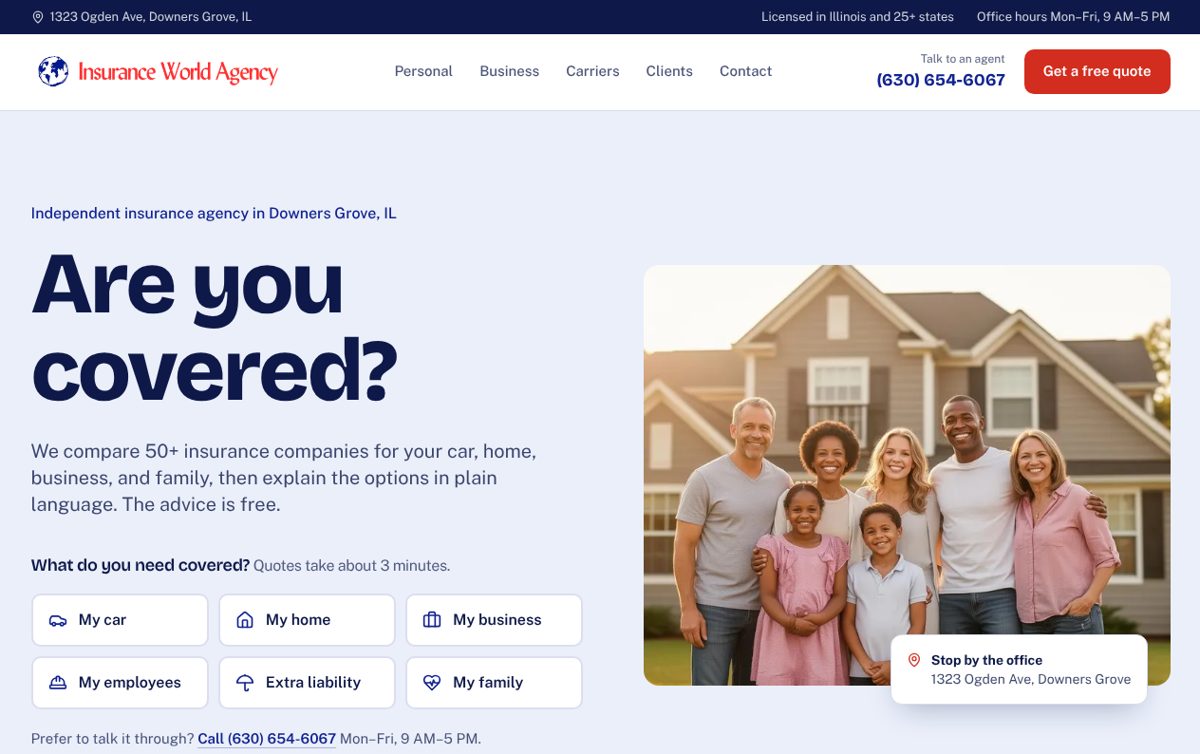 1323 Ogden Ave, Downers Grove, IL
Licensed in Illinois and 25+ states
Office hours Mon–Fri, 9 AM–5 PM
Insurance World Agency
Personal
Business
Carriers
Clients
Contact
Talk to an agent
(630) 654-6067
Get a free quote
Independent insurance agency in Downers Grove, IL
Are you
covered?
We compare 50+ insurance companies for your car, home,
business, and family, then explain the options in plain
language. The advice is free.
What do you need covered? Quotes take about 3 minutes.
My car
My home
My business
My employees
Extra liability
My family
Prefer to talk it through? Call (630) 654-6067 Mon–Fri, 9 AM–5 PM.
Stop by the office
1323 Ogden Ave, Downers Grove